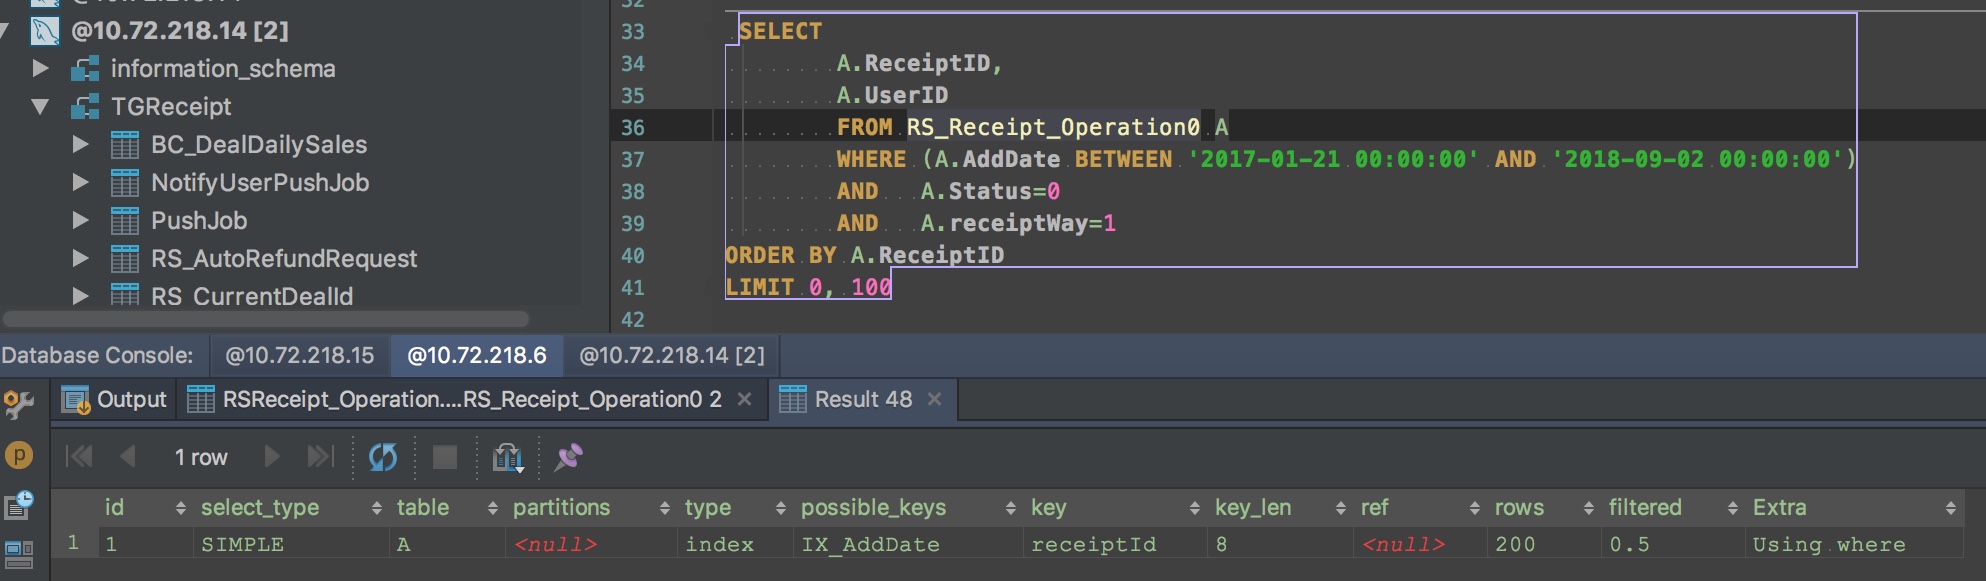 @10.72.218.14 [2]
information_schema
TGReceipt
BC_DealDailySales
NotifyUserPushJob
PushJob
RS_AutoRefundRequest
RS_CurrentDealId
32
33 SELECT
34 A.ReceiptID,
35 A.UserID
36 FROM RS_Receipt_Operation0 A
37 WHERE (A.AddDate BETWEEN '2017-01-21 00:00:00' AND '2018-09-02 00:00:00')
38 AND A.Status=0
39 AND A.receiptWay=1
40 ORDER BY A.ReceiptID
41 LIMIT 0, 100
42
Database Console: @10.72.218.15 @10.72.218.6 @10.72.218.14 [2]
Output RSReceipt_Operation....RS_Receipt_Operation0 2 Result 48
p
1 row
id select_type table partitions type possible_keys key key_len ref rows filtered Extra
1 1 SIMPLE A <null> index IX_AddDate receiptId 8 <null> 200 0.5 Using where